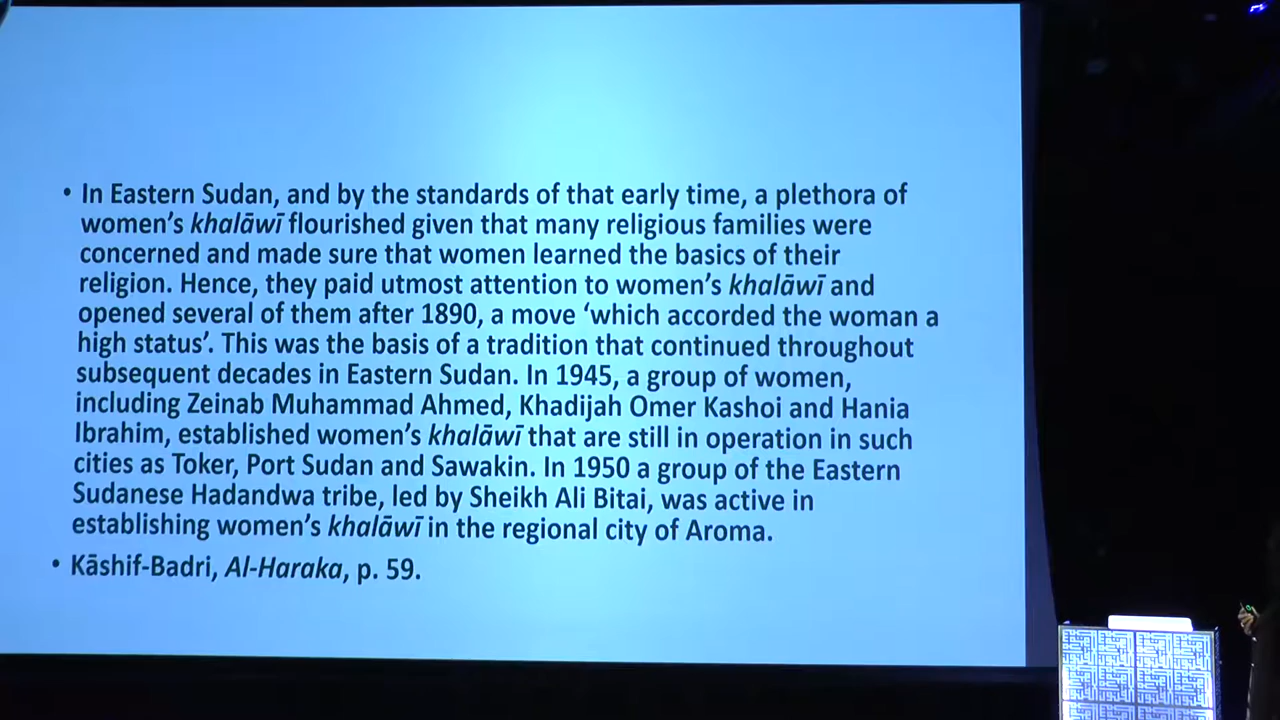 • In Eastern Sudan, and by the standards of that early time, a plethora of
women's khalāwī flourished given that many religious families were
concerned and made sure that women learned the basics of their
religion. Hence, they paid utmost attention to women's khalāwī and
opened several of them after 1890, a move ‘which accorded the woman a
high status’. This was the basis of a tradition that continued throughout
subsequent decades in Eastern Sudan. In 1945, a group of women,
including Zeinab Muhammad Ahmed, Khadijah Omer Kashoi and Hania
Ibrahim, established women's khalāwī that are still in operation in such
cities as Toker, Port Sudan and Sawakin. In 1950 a group of the Eastern
Sudanese Hadandwa tribe, led by Sheikh Ali Bitai, was active in
establishing women's khalāwī in the regional city of Aroma.
• Kāshif-Badri, Al-Haraka, p. 59.